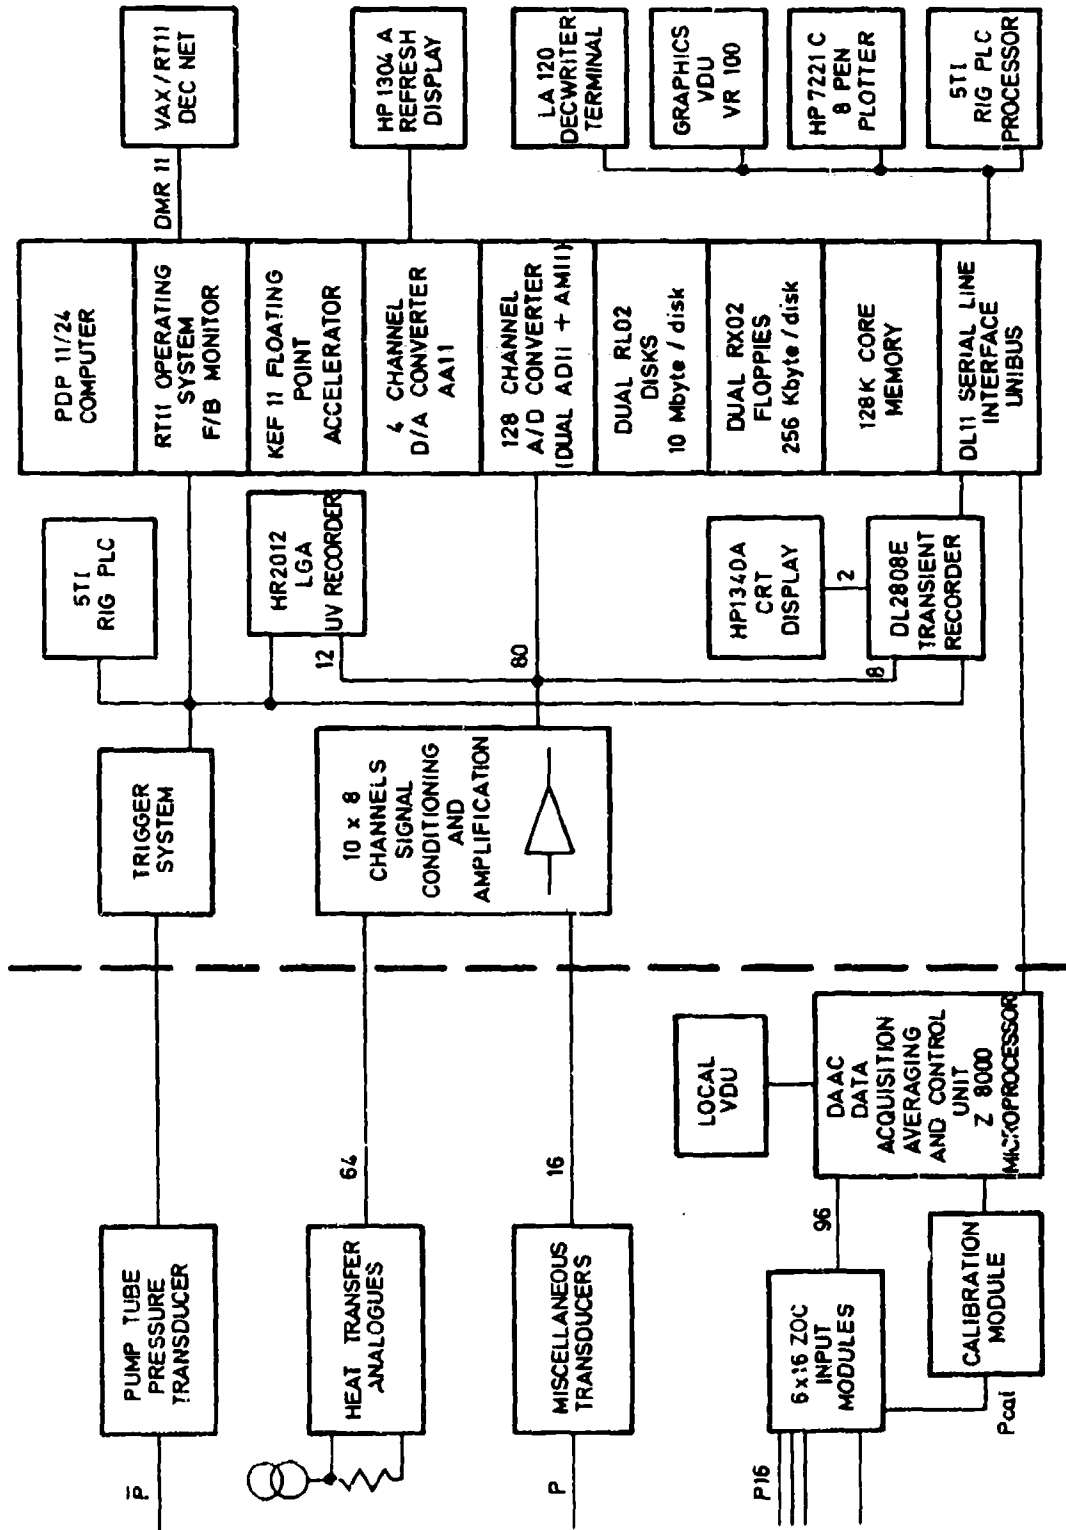 P̅
PUMP TUBE
PRESSURE
TRANSDUCER
TRIGGER
SYSTEM
5TI
RIG PLC
PDP 11/24
COMPUTER
RT11 OPERATING
SYSTEM
F/B MONITOR
DMR 11
VAX/RT11
DEC NET
KEF 11 FLOATING
POINT
ACCELERATOR
4 CHANNEL
D/A CONVERTER
AA11
HP 1304 A
REFRESH
DISPLAY
128 CHANNEL
A/D CONVERTER
(DUAL AD11 + AM11)
DUAL RL02
DISKS
10 Mbyte / disk
DUAL RX02
FLOPPIES
256 Kbyte / disk
128K CORE
MEMORY
DL11 SERIAL LINE
INTERFACE
UNIBUS
LA 120
DECWRITER
TERMINAL
GRAPHICS
VDU
VR 100
HP 7221 C
8 PEN
PLOTTER
5TI
RIG PLC
PROCESSOR
HR2012
LGA
UV RECORDER
12
80
8
HP1340A
CRT
DISPLAY
2
DL2808E
TRANSIENT
RECORDER
HEAT TRANSFER
ANALOGUES
64
10 x 8
CHANNELS
SIGNAL
CONDITIONING
AND
AMPLIFICATION
P
MISCELLANEOUS
TRANSDUCERS
16
LOCAL
VDU
P16
6x16 ZOC
INPUT
MODULES
96
Pcal
CALIBRATION
MODULE
DAAC
DATA
ACQUISITION
AVERAGING
AND CONTROL
UNIT
Z 8000
MICROPROCESSOR